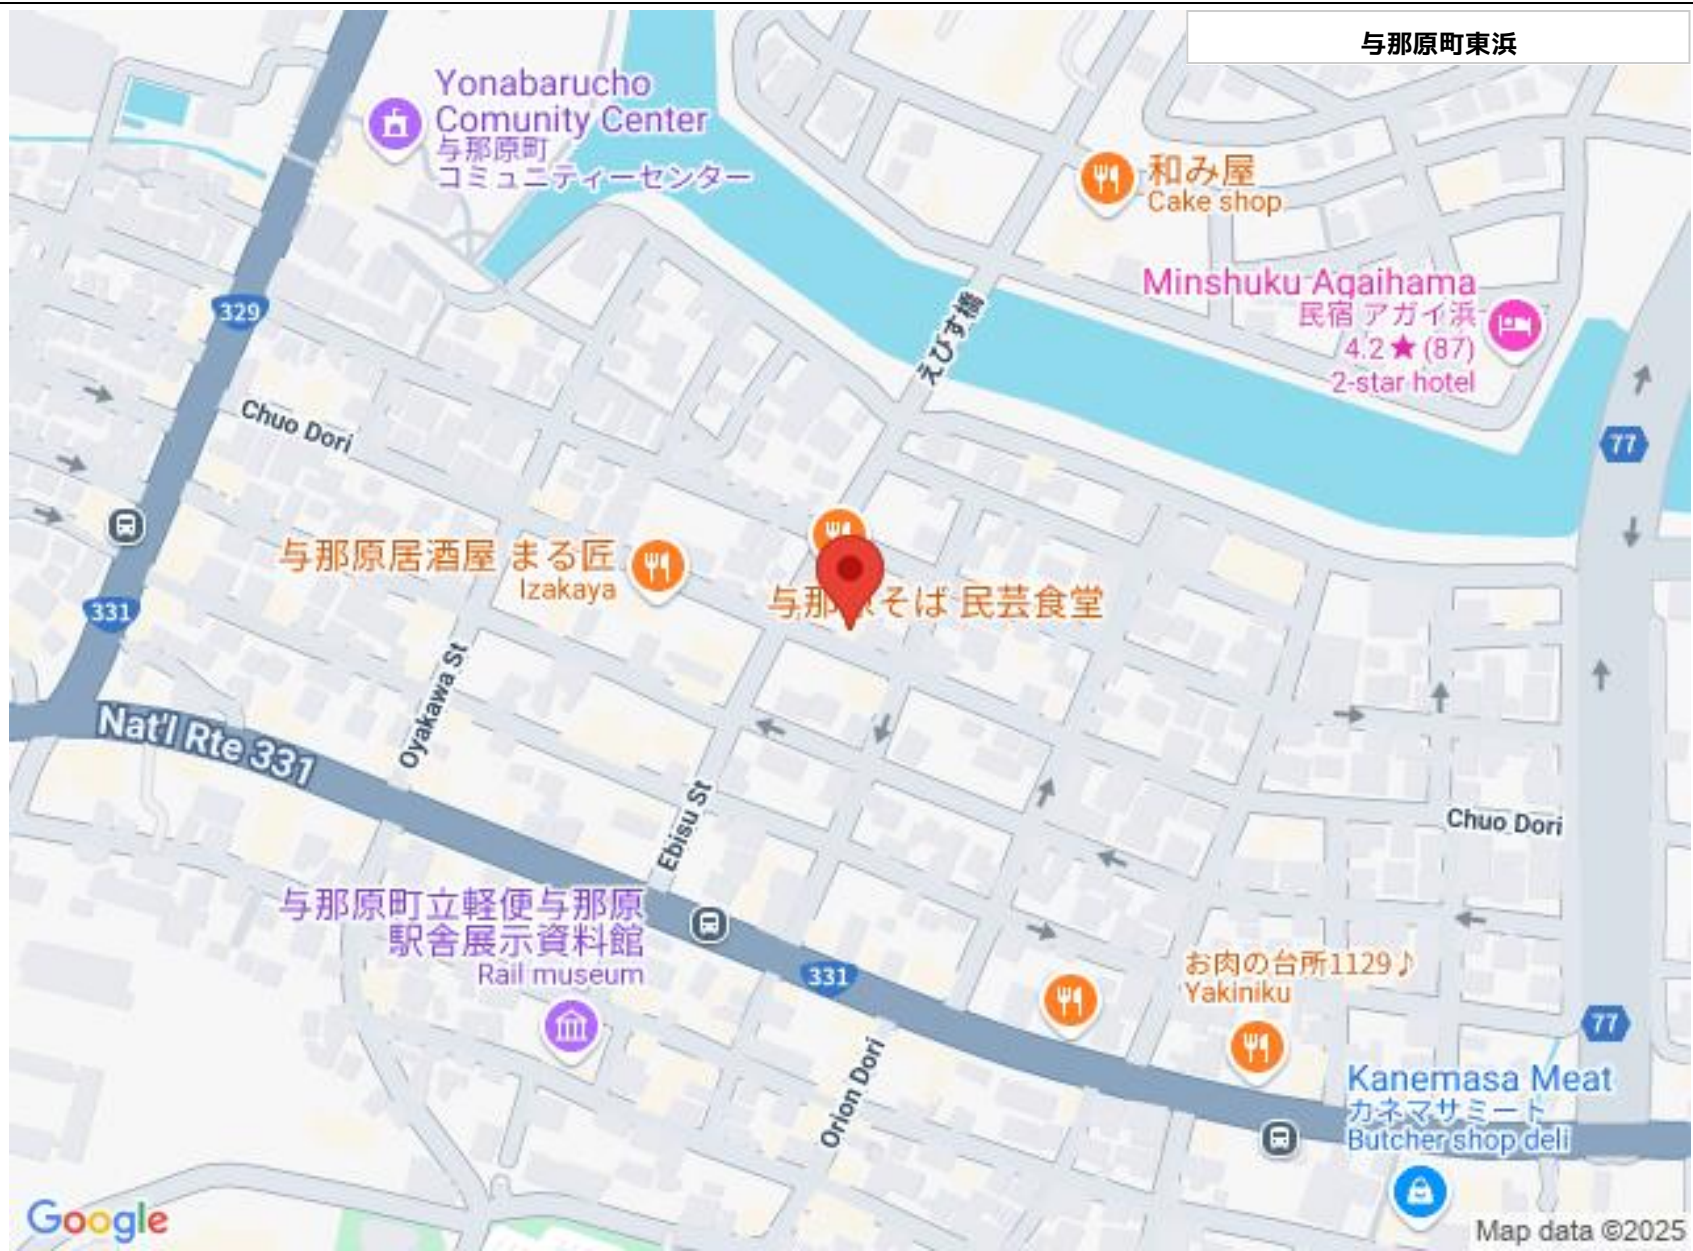 与那原町東浜
Yonabarucho
Comunity Center
与那原町
コミュニティーセンター
和み屋
Cake shop
Minshuku Agaihama
民宿 アガイ浜
4.2★ (87)
2-star hotel
329
えびす橋
77
Chuo Dori
与那原居酒屋 まる匠
Izakaya
与那原そば 民芸食堂
331
Oyakawa St
Nat'l Rte 331
Ebisu St
Chuo Dori
与那原町立軽便与那原
駅舎展示資料館
Rail museum
331
お肉の台所1129♪
Yakiniku
77
Orion Dori
Kanemasa Meat
カネマサミート
Butcher shop deli
Google
Map data ©2025